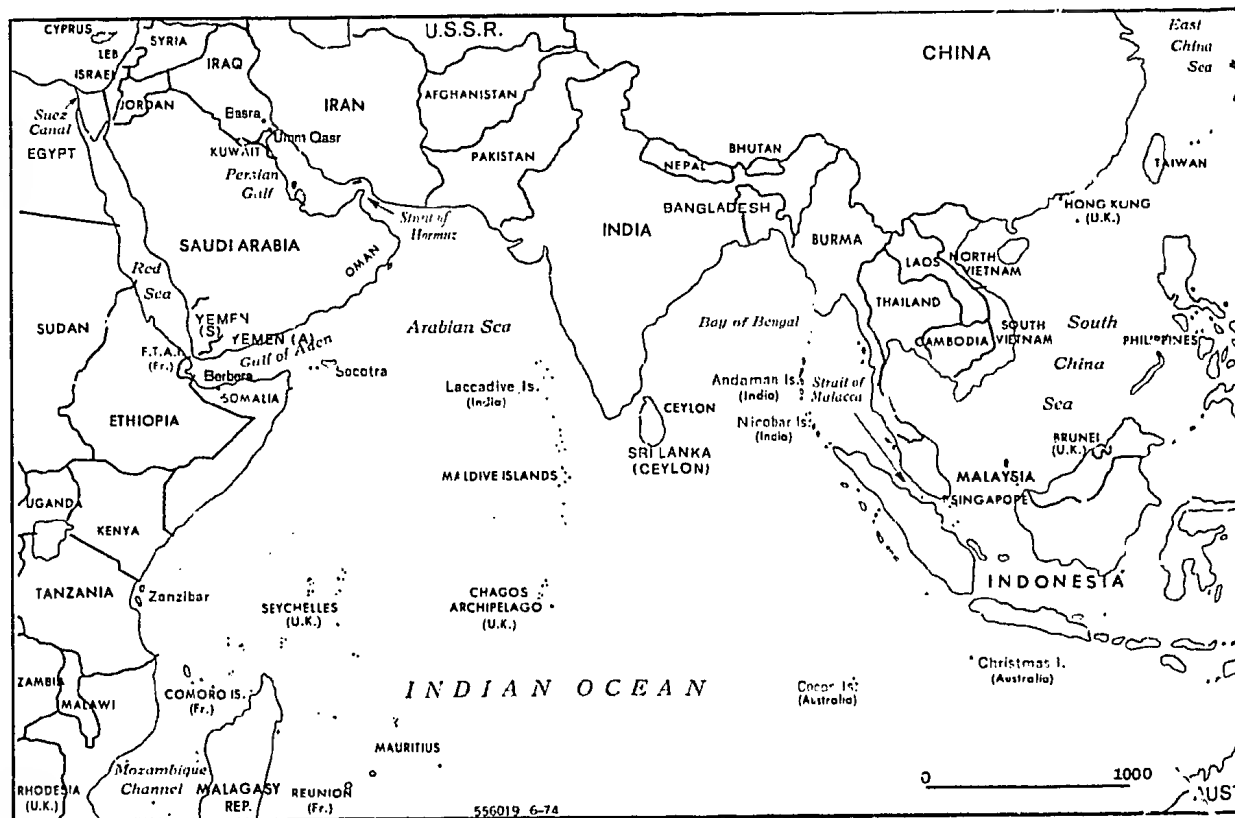 CYPRUS
SYRIA
LEB
ISRAEL
IRAQ
JORDAN
Suez
Canal
EGYPT
Basra
Umm Qasr
KUWAIT
Persian
Gulf
IRAN
U.S.S.R.
AFGHANISTAN
PAKISTAN
Strait of
Hormuz
SAUDI ARABIA
OMAN
Red
Sea
SUDAN
YEMEN
(S)
YEMEN (A)
Gulf of Aden
F.T.A.I.
(Fr.)
Berbera
SOMALIA
Socotra
ETHIOPIA
UGANDA
KENYA
TANZANIA
Zanzibar
ZAMBIA
MALAWI
RHODESIA
(U.K.)
Mozambique
Channel
COMORO IS.
(Fr.)
MALAGASY
REP.
SEYCHELLES
(U.K.)
REUNION
(Fr.)
MAURITIUS
CHINA
East
China
Sea
NEPAL
BHUTAN
BANGLADESH
INDIA
BURMA
TAIWAN
HONG KUNG
(U.K.)
LAOS
NORTH
VIETNAM
THAILAND
CAMBODIA
SOUTH
VIETNAM
South
China
Sea
PHILIPPINES
Arabian Sea
Bay of Bengal
Laccadive Is.
(India)
Andaman Is.
(India)
Strait of
Malacca
Nicobar Is.
(India)
CEYLON
SRI LANKA
(CEYLON)
MALDIVE ISLANDS
BRUNEI
(U.K.)
MALAYSIA
SINGAPOPE
INDONESIA
CHAGOS
ARCHIPELAGO
(U.K.)
INDIAN OCEAN
Cocos Is.
(Australia)
Christmas I.
(Australia)
0 1000
AUST
556019 6-74